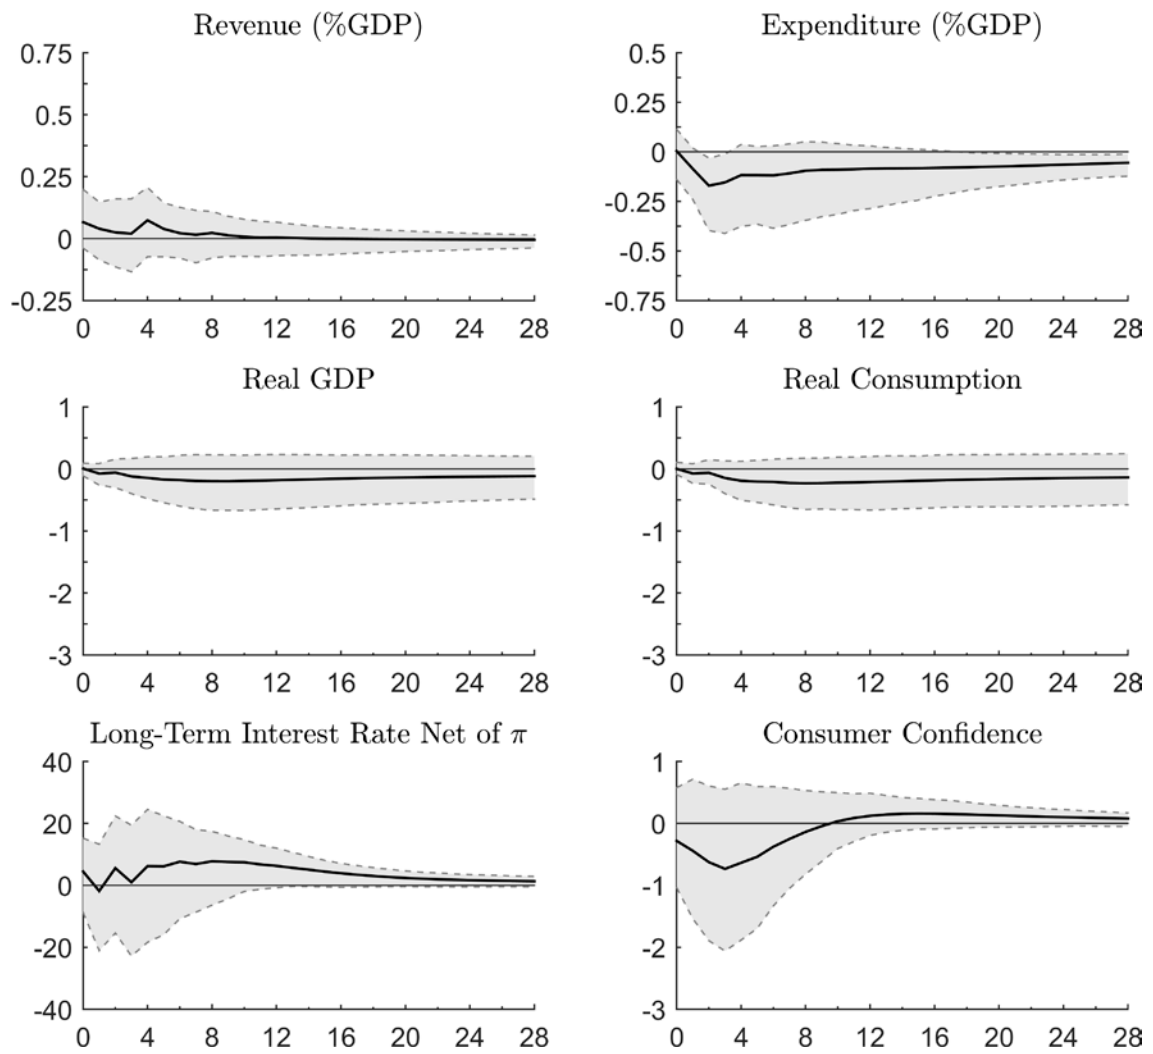 Revenue (%GDP)
0.75
0.5
0.25
0
-0.25
0 4 8 12 16 20 24 28
Expenditure (%GDP)
0.5
0.25
0
-0.25
-0.5
-0.75
0 4 8 12 16 20 24 28
Real GDP
1
0
-1
-2
-3
0 4 8 12 16 20 24 28
Real Consumption
1
0
-1
-2
-3
0 4 8 12 16 20 24 28
Long-Term Interest Rate Net of π
40
20
0
-20
-40
0 4 8 12 16 20 24 28
Consumer Confidence
1
0
-1
-2
-3
0 4 8 12 16 20 24 28